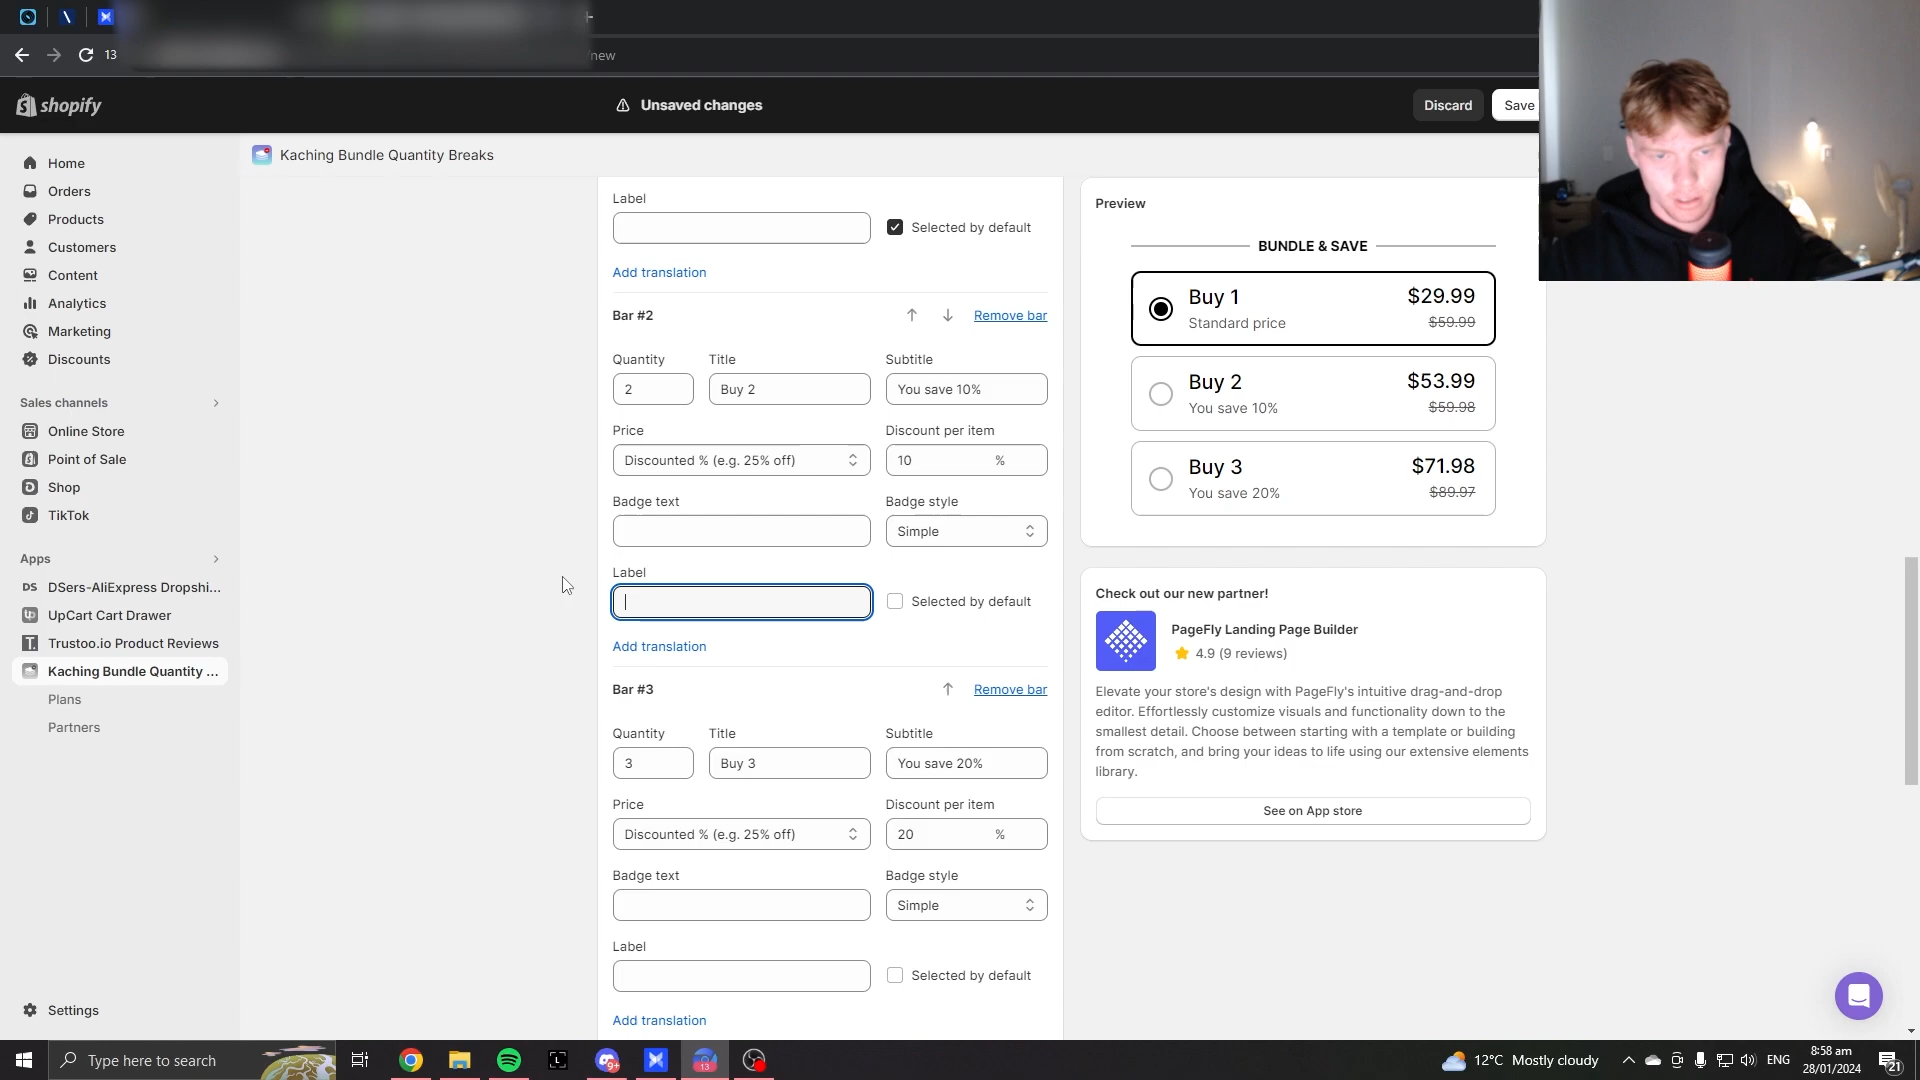 13
/new
shopify
Unsaved changes
Discard
Save
Home
Orders
Products
Customers
Content
Analytics
Marketing
Discounts
Sales channels
Online Store
Point of Sale
Shop
TikTok
Apps
DS DSers-AliExpress Dropshi...
UpCart Cart Drawer
Trustoo.io Product Reviews
Kaching Bundle Quantity ...
Plans
Partners
Settings
Kaching Bundle Quantity Breaks
Label
Selected by default
Add translation
Bar #2
Remove bar
Quantity Title Subtitle
2 Buy 2 You save 10%
Price Discount per item
Discounted % (e.g. 25% off) 10 %
Badge text Badge style
Simple
Label
Selected by default
Add translation
Bar #3
Remove bar
Quantity Title Subtitle
3 Buy 3 You save 20%
Price Discount per item
Discounted % (e.g. 25% off) 20 %
Badge text Badge style
Simple
Label
Selected by default
Add translation
Preview
BUNDLE & SAVE
Buy 1 $29.99
Standard price $59.99
Buy 2 $53.99
You save 10% $59.98
Buy 3 $71.98
You save 20% $89.97
Check out our new partner!
PageFly Landing Page Builder
4.9 (9 reviews)
Elevate your store's design with PageFly's intuitive drag-and-drop
editor. Effortlessly customize visuals and functionality down to the
smallest detail. Choose between starting with a template or building
from scratch, and bring your ideas to life using our extensive elements
library.
See on App store
Type here to search
9+
13
12°C Mostly cloudy
ENG
8:58 am
28/01/2024
21